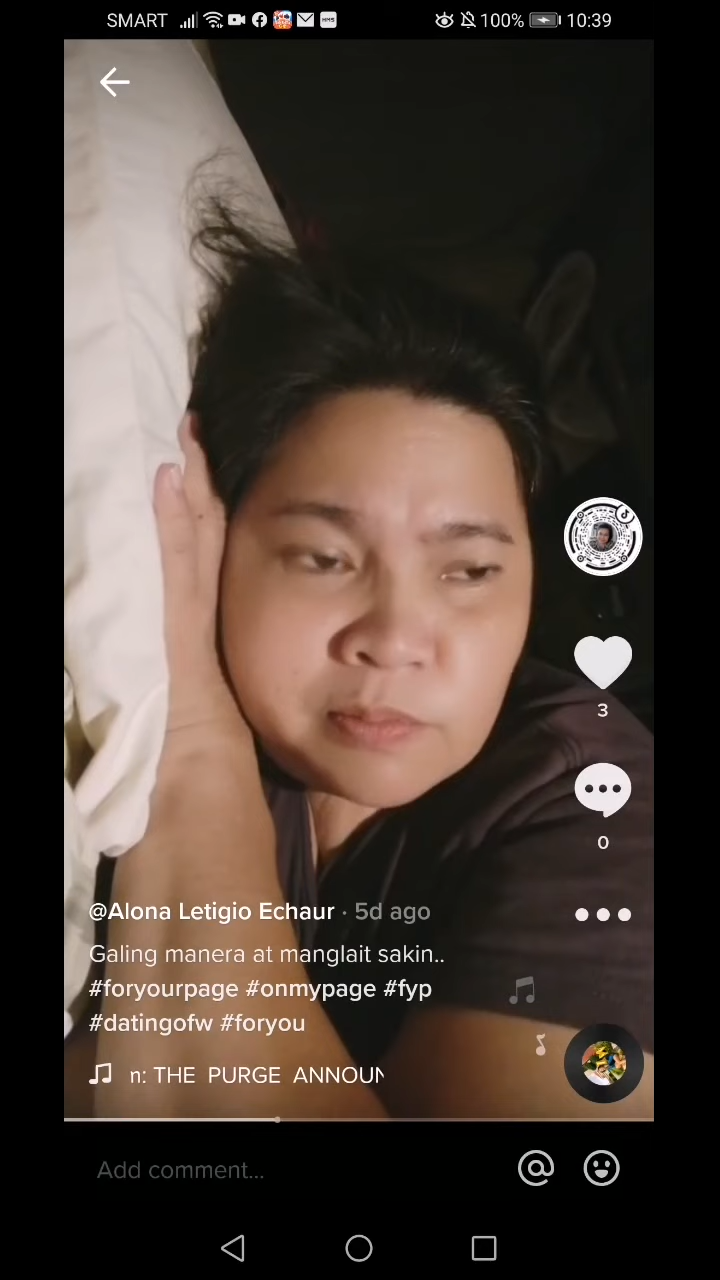 SMART HMS 100% 10:39
3
0
@Alona Letigio Echaur · 5d ago
Galing manera at manglait sakin..
#foryourpage #onmypage #fyp
#datingofw #foryou
n: THE PURGE ANNOUN
Add comment...